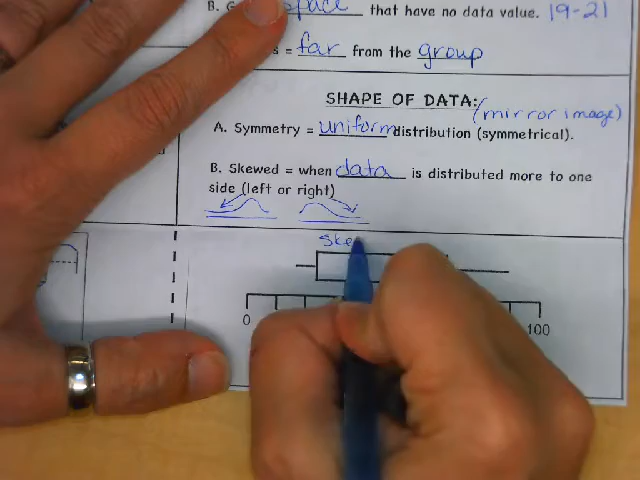 B. space that have no data value. 19-21
= far from the group
SHAPE OF DATA: (mirror image)
A. Symmetry = uniform distribution (symmetrical).
B. Skewed = when data is distributed more to one
side (left or right)
Ske
0 100